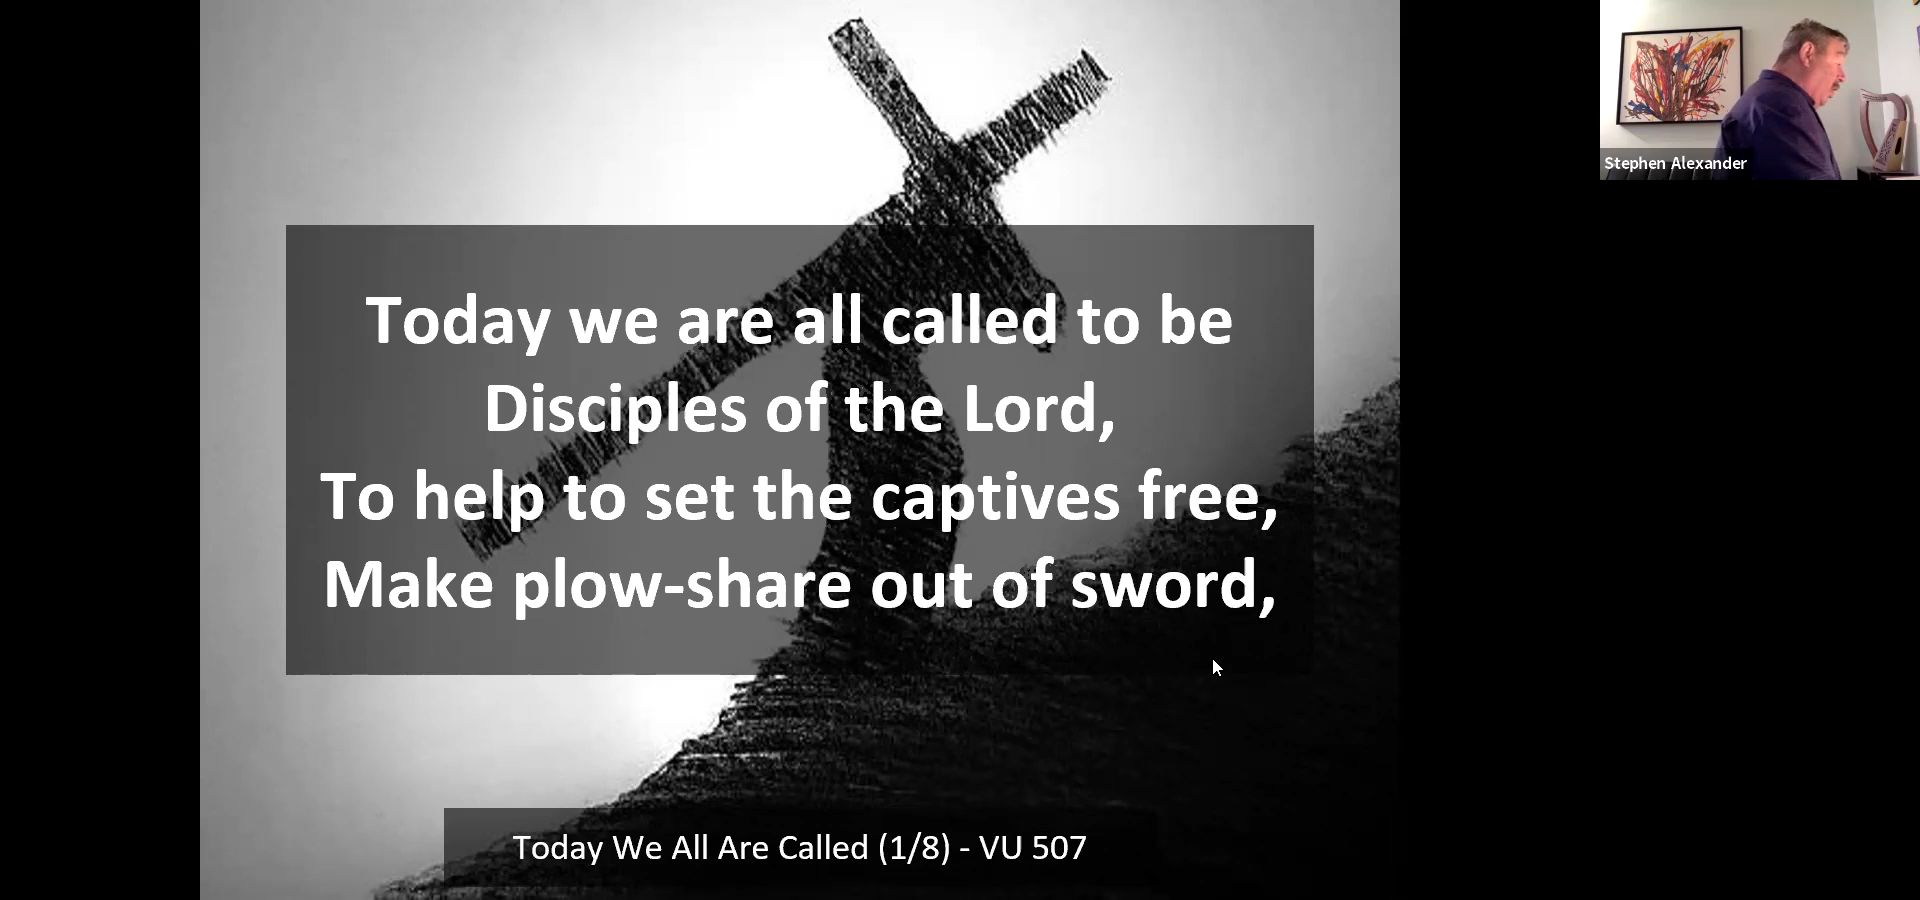 Today we are all called to be
Disciples of the Lord,
To help to set the captives free,
Make plow-share out of sword,
Today We All Are Called (1/8) - VU 507
Stephen Alexander